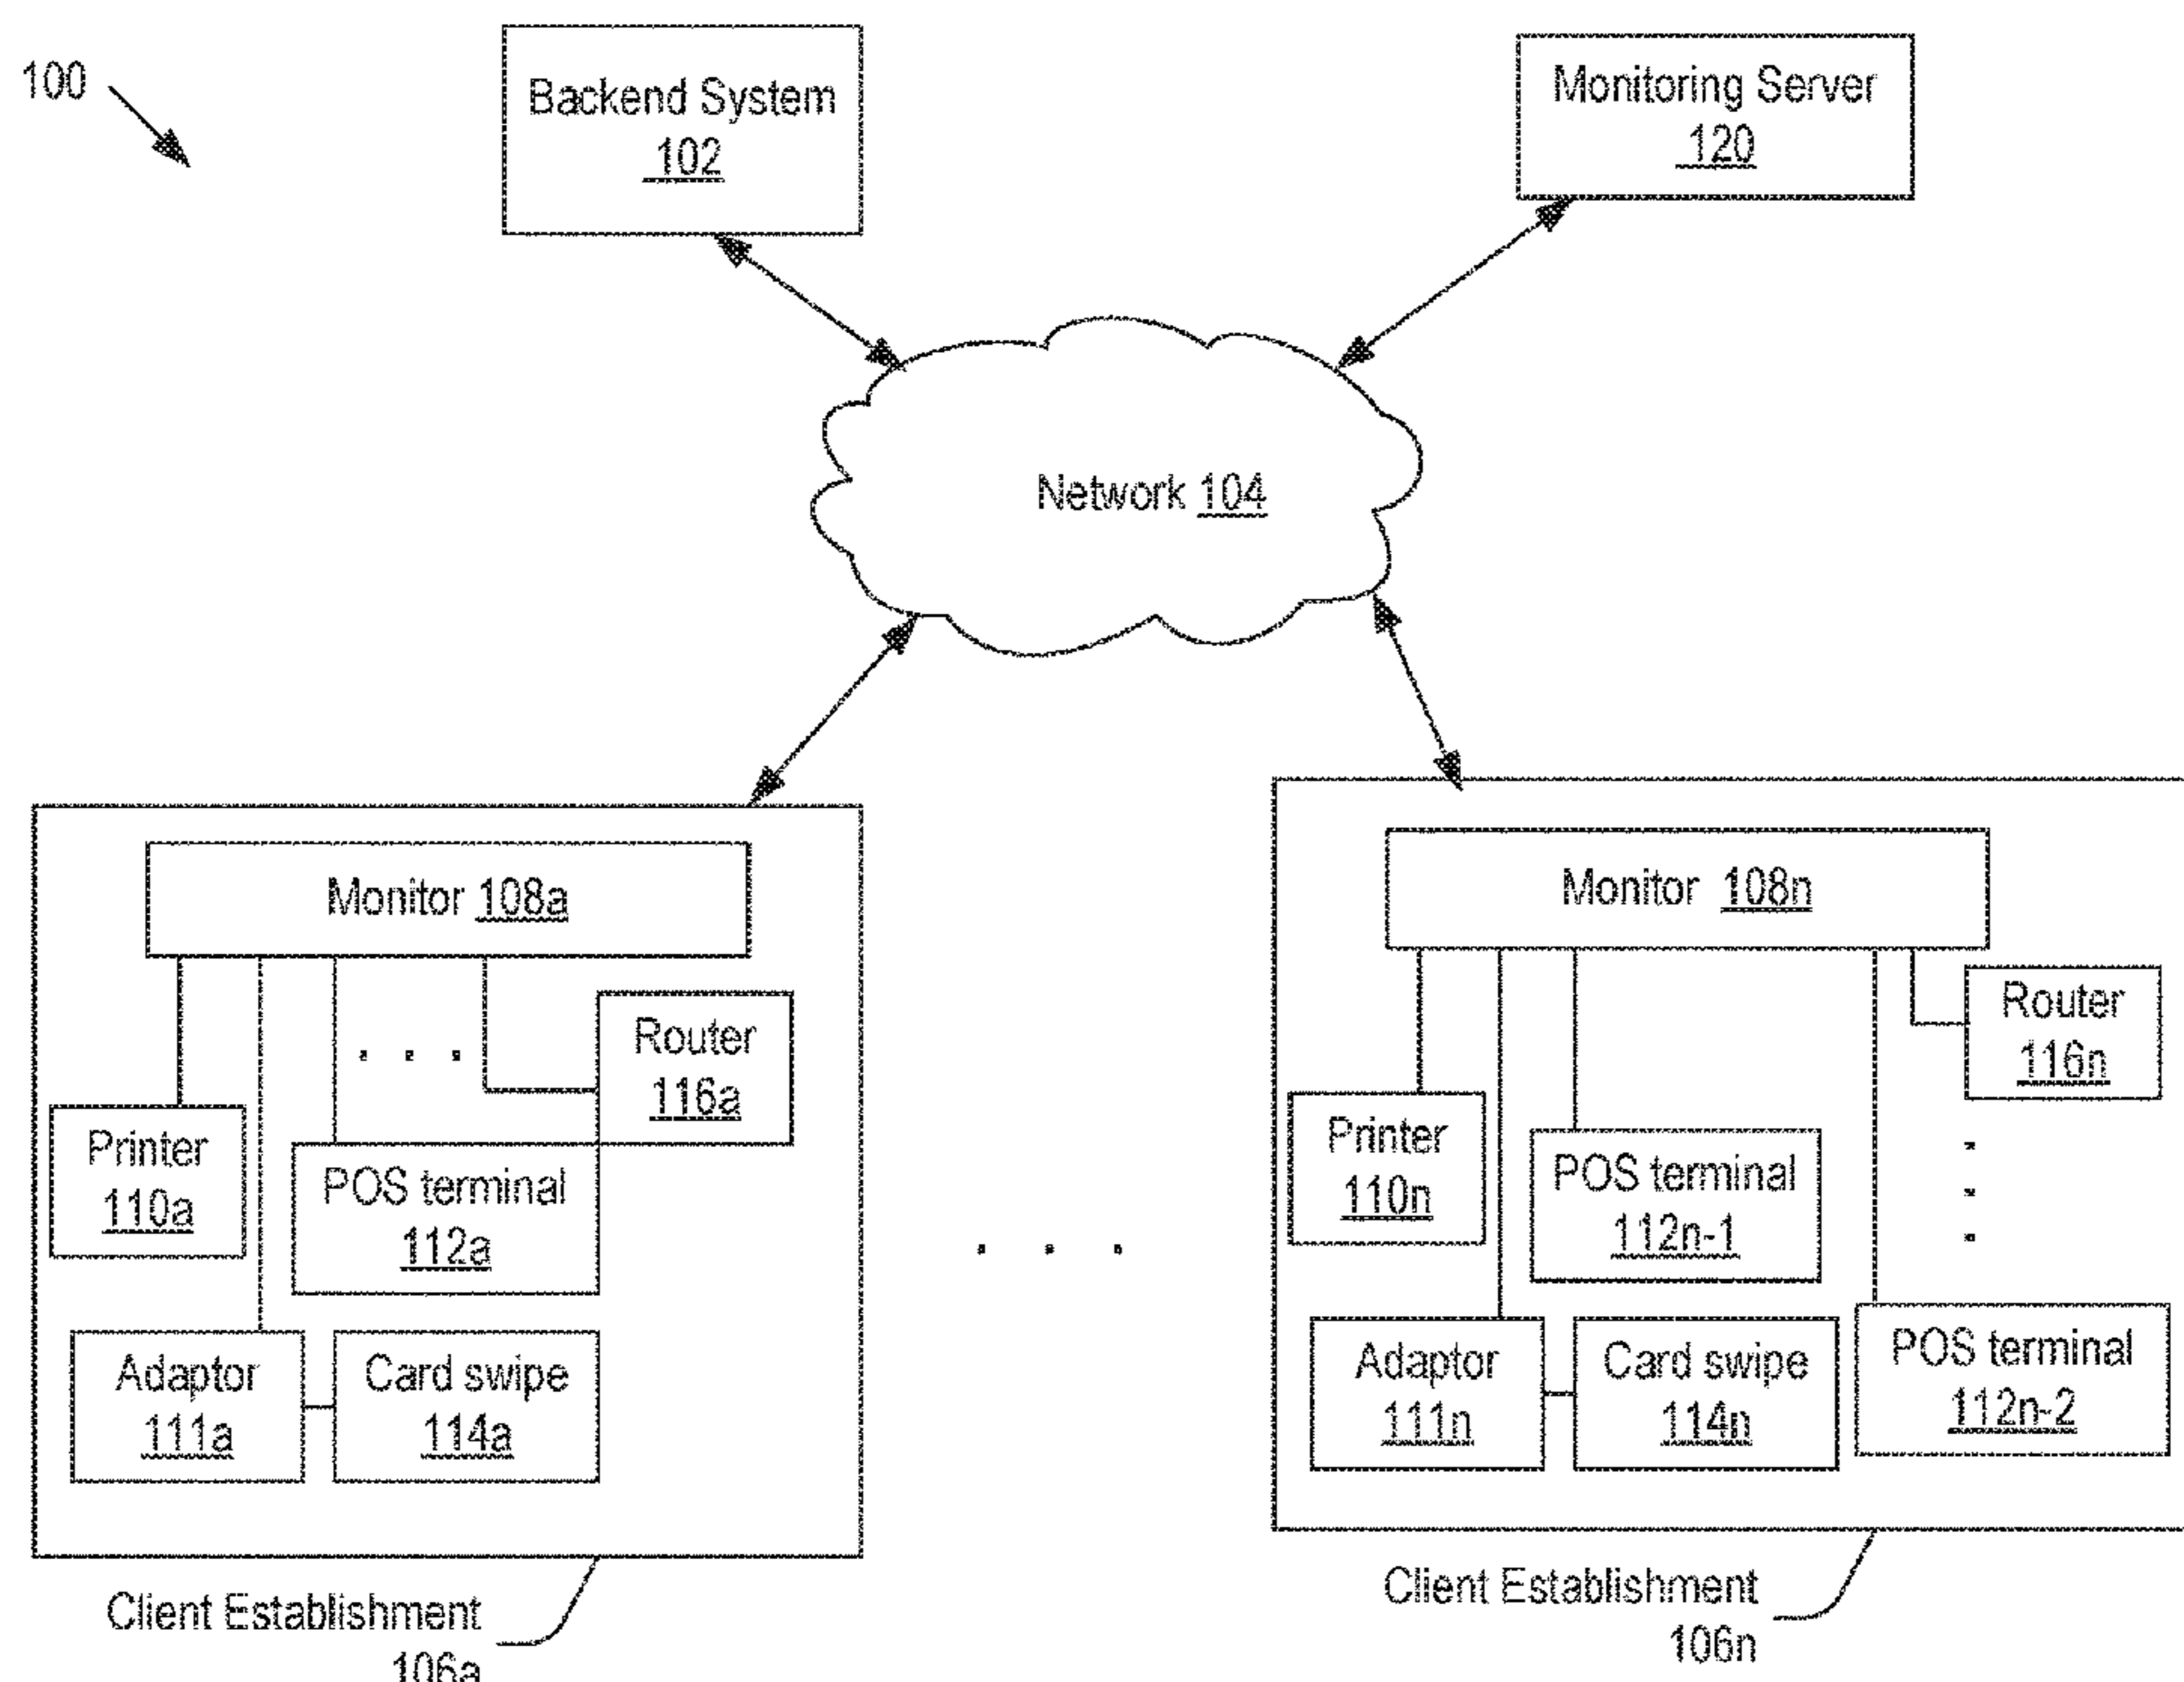 100
Backend System
102
Monitoring Server
120
Network 104
Monitor 108a
Router
116a
Printer
110a
POS terminal
112a
Adaptor
111a
Card swipe
114a
Client Establishment
106a
. . .
Monitor 108n
Router
116n
Printer
110n
POS terminal
112n-1
Adaptor
111n
Card swipe
114n
POS terminal
112n-2
Client Establishment
106n